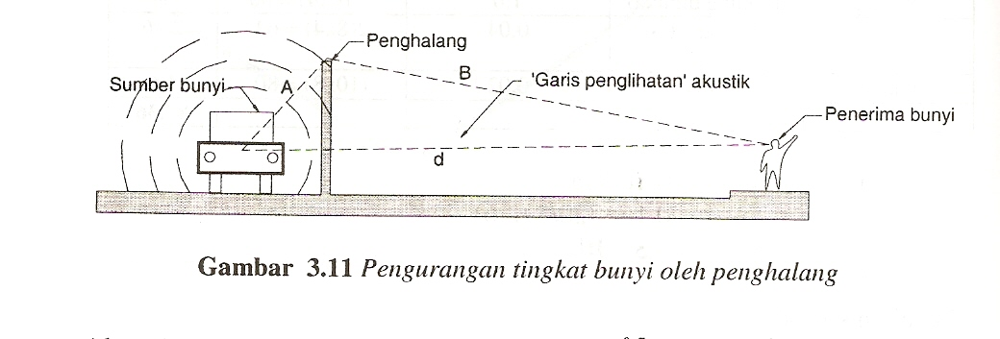 Penghalang
Sumber bunyi
A
B
'Garis penglihatan' akustik
Penerima bunyi
d
Gambar 3.11 Pengurangan tingkat bunyi oleh penghalang